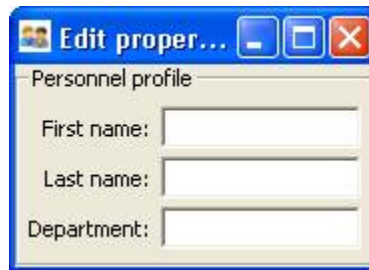 Edit proper...
Personnel profile
First name:
Last name:
Department: